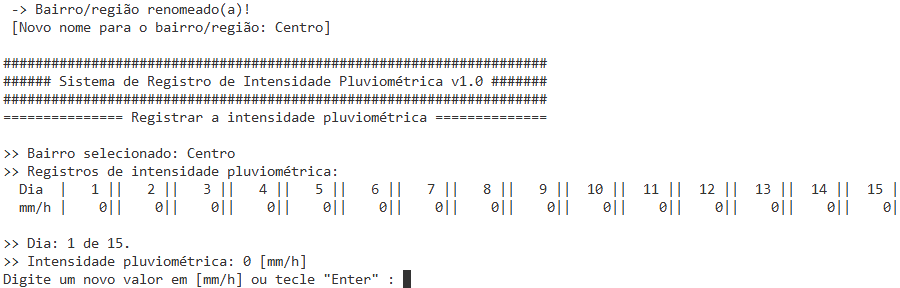 -> Bairro/região renomeado(a)!
[Novo nome para o bairro/região: Centro]
####################################################################
###### Sistema de Registro de Intensidade Pluviométrica v1.0 #######
####################################################################
=============== Registrar a intensidade pluviométrica ==============
>> Bairro selecionado: Centro
>> Registros de intensidade pluviométrica:
Dia  |   1 ||   2 ||   3 ||   4 ||   5 ||   6 ||   7 ||   8 ||   9 ||  10 ||  11 ||  12 ||  13 ||  14 ||  15 |
mm/h |    0||    0||    0||    0||    0||    0||    0||    0||    0||    0||    0||    0||    0||    0||    0|
>> Dia: 1 de 15.
>> Intensidade pluviométrica: 0 [mm/h]
Digite um novo valor em [mm/h] ou tecle "Enter" :